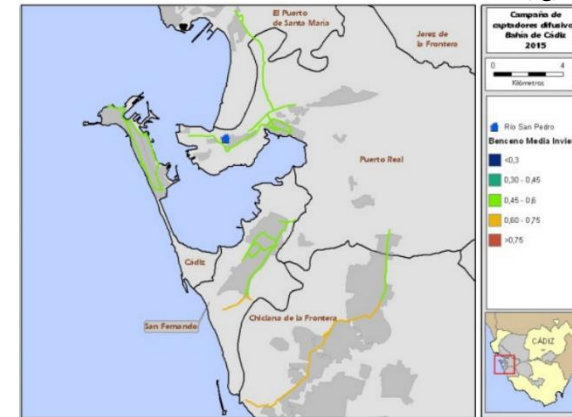 El Puerto
de Santa María
Jerez de
la Frontera
Puerto Real
Cádiz
San Fernando
Chiclana de la Frontera
Campaña de
captadores difusivo
Bahía de Cádiz
2015
0 4
Kilómetros
Río San Pedro
Benceno Media Invie
<0,3
0,30 - 0,45
0,45 - 0,6
0,60 - 0,75
>0,75
CÁDIZ